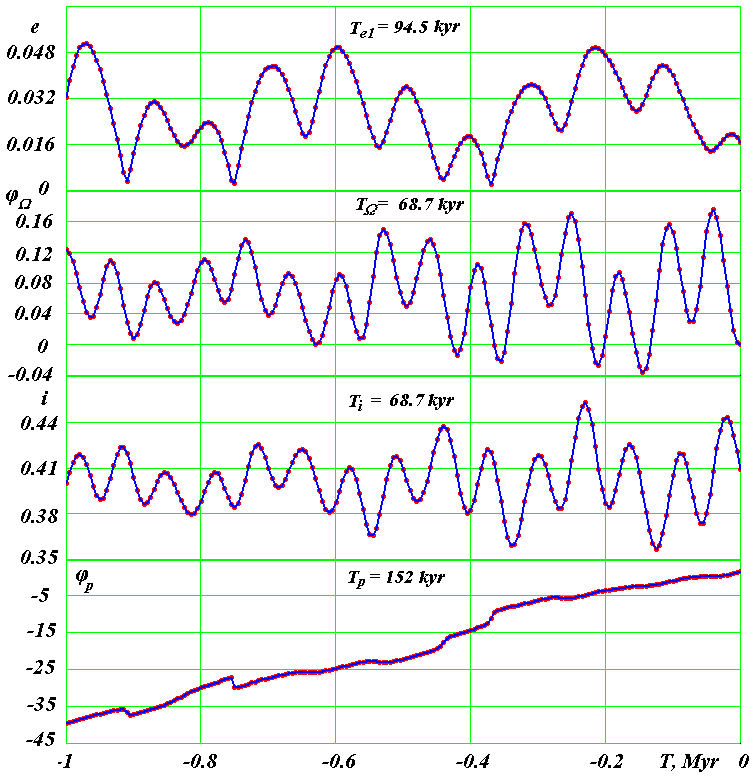 e
T_e1 = 94.5 kyr
0.048
0.032
0.016
0
φ_Ω
T_Ω = 68.7 kyr
0.16
0.12
0.08
0.04
0
-0.04
i
T_i = 68.7 kyr
0.44
0.41
0.38
0.35
φ_p
T_p = 152 kyr
-5
-15
-25
-35
-45
-1 -0.8 -0.6 -0.4 -0.2 T, Myr 0